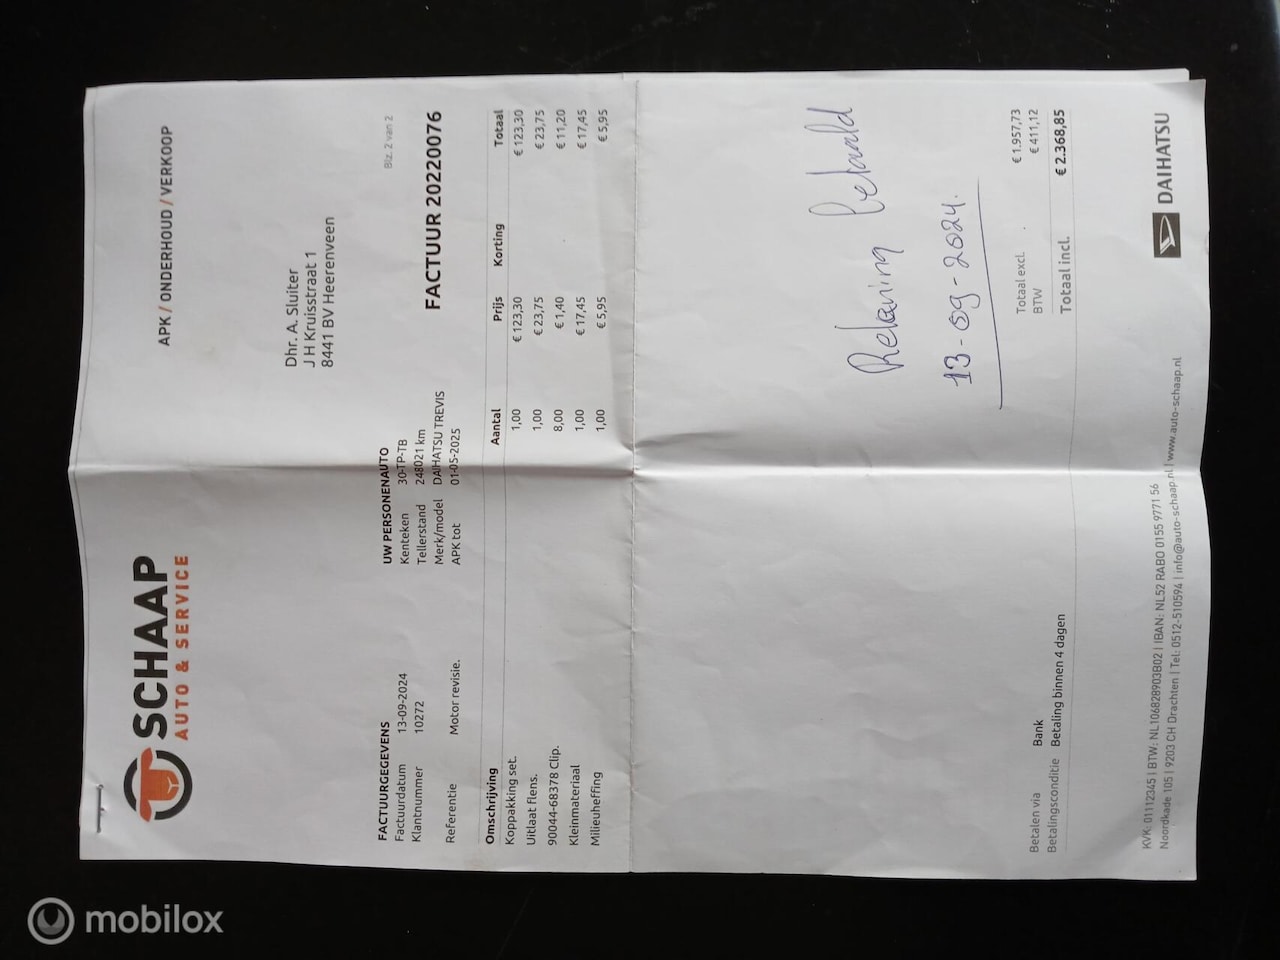 SCHAAP
AUTO & SERVICE
APK / ONDERHOUD / VERKOOP
Dhr. A. Sluiter
J H Kruisstraat 1
8441 BV Heerenveen
Blz. 2 van 2
FACTUURGEGEVENS
Factuurdatum 13-09-2024
Klantnummer 10272
Referentie Motor revisie.
UW PERSONENAUTO
Kenteken 30-TP-TB
Tellerstand 248021 km
Merk/model DAIHATSU TREVIS
APK tot 01-05-2025
FACTUUR 20220076
Omschrijving Aantal Prijs Korting Totaal
Koppakking set. 1,00 € 123,30 € 123,30
Uitlaat flens. 1,00 € 23,75 € 23,75
90044-68378 Clip. 8,00 € 1,40 € 11,20
Kleinmateriaal 1,00 € 17,45 € 17,45
Milieuheffing 1,00 € 5,95 € 5,95
Rekening betaald
13-09-2024.
Betalen via Bank
Betalingsconditie Betaling binnen 4 dagen
Totaal excl. € 1.957,73
BTW € 411,12
Totaal incl. € 2.368,85
KVK: 01112345 | BTW: NL106828903B02 | IBAN: NL52 RABO 0155 9771 56
Noordkade 105 | 9203 CH Drachten | Tel: 0512-510594 | info@auto-schaap.nl | www.auto-schaap.nl
DAIHATSU
mobilox